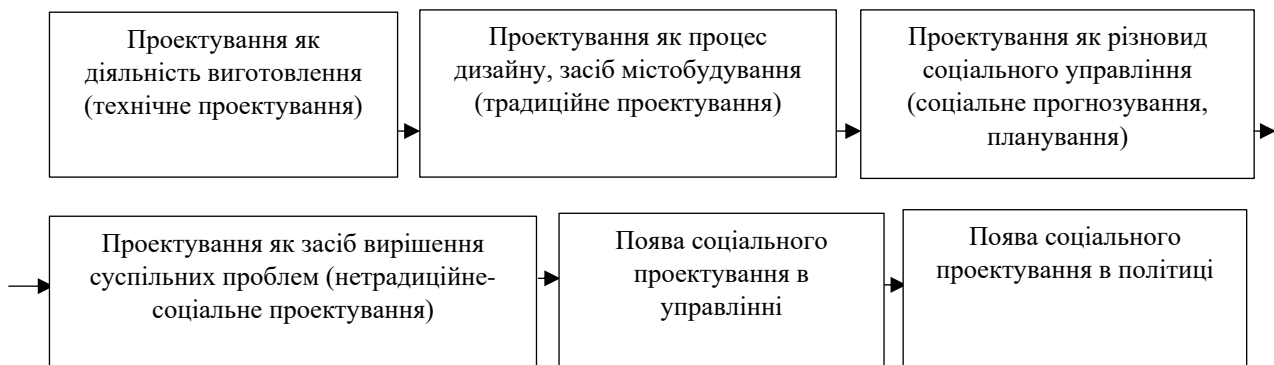 Проектування як
діяльність виготовлення
(технічне проектування)
Проектування як процес
дизайну, засіб містобудування
(традиційне проектування)
Проектування як різновид
соціального управління
(соціальне прогнозування,
планування)
Проектування як засіб вирішення
суспільних проблем (нетрадиційне-
соціальне проектування)
Поява соціального
проектування в
управлінні
Поява соціального
проектування в політиці